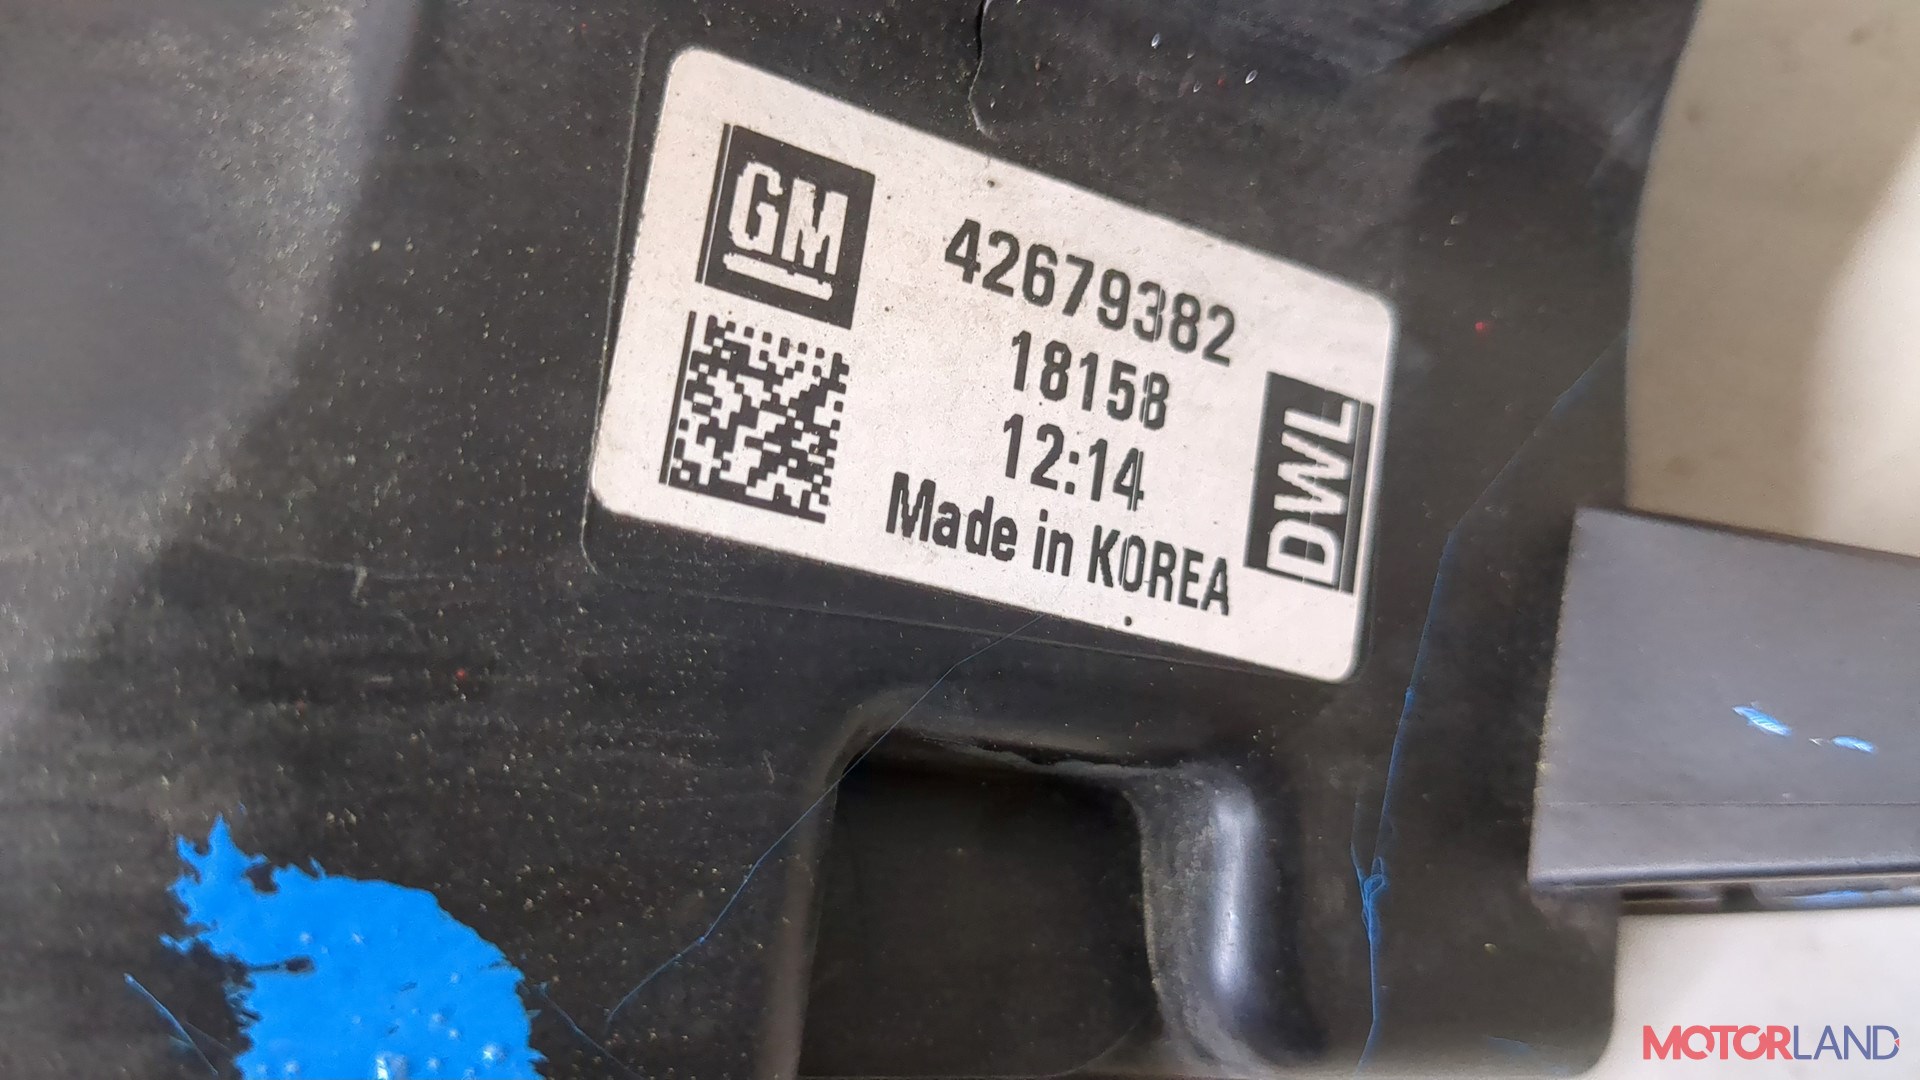 GM
42679382
18158
12:14
Made in KOREA
DWL
MOTORLAND